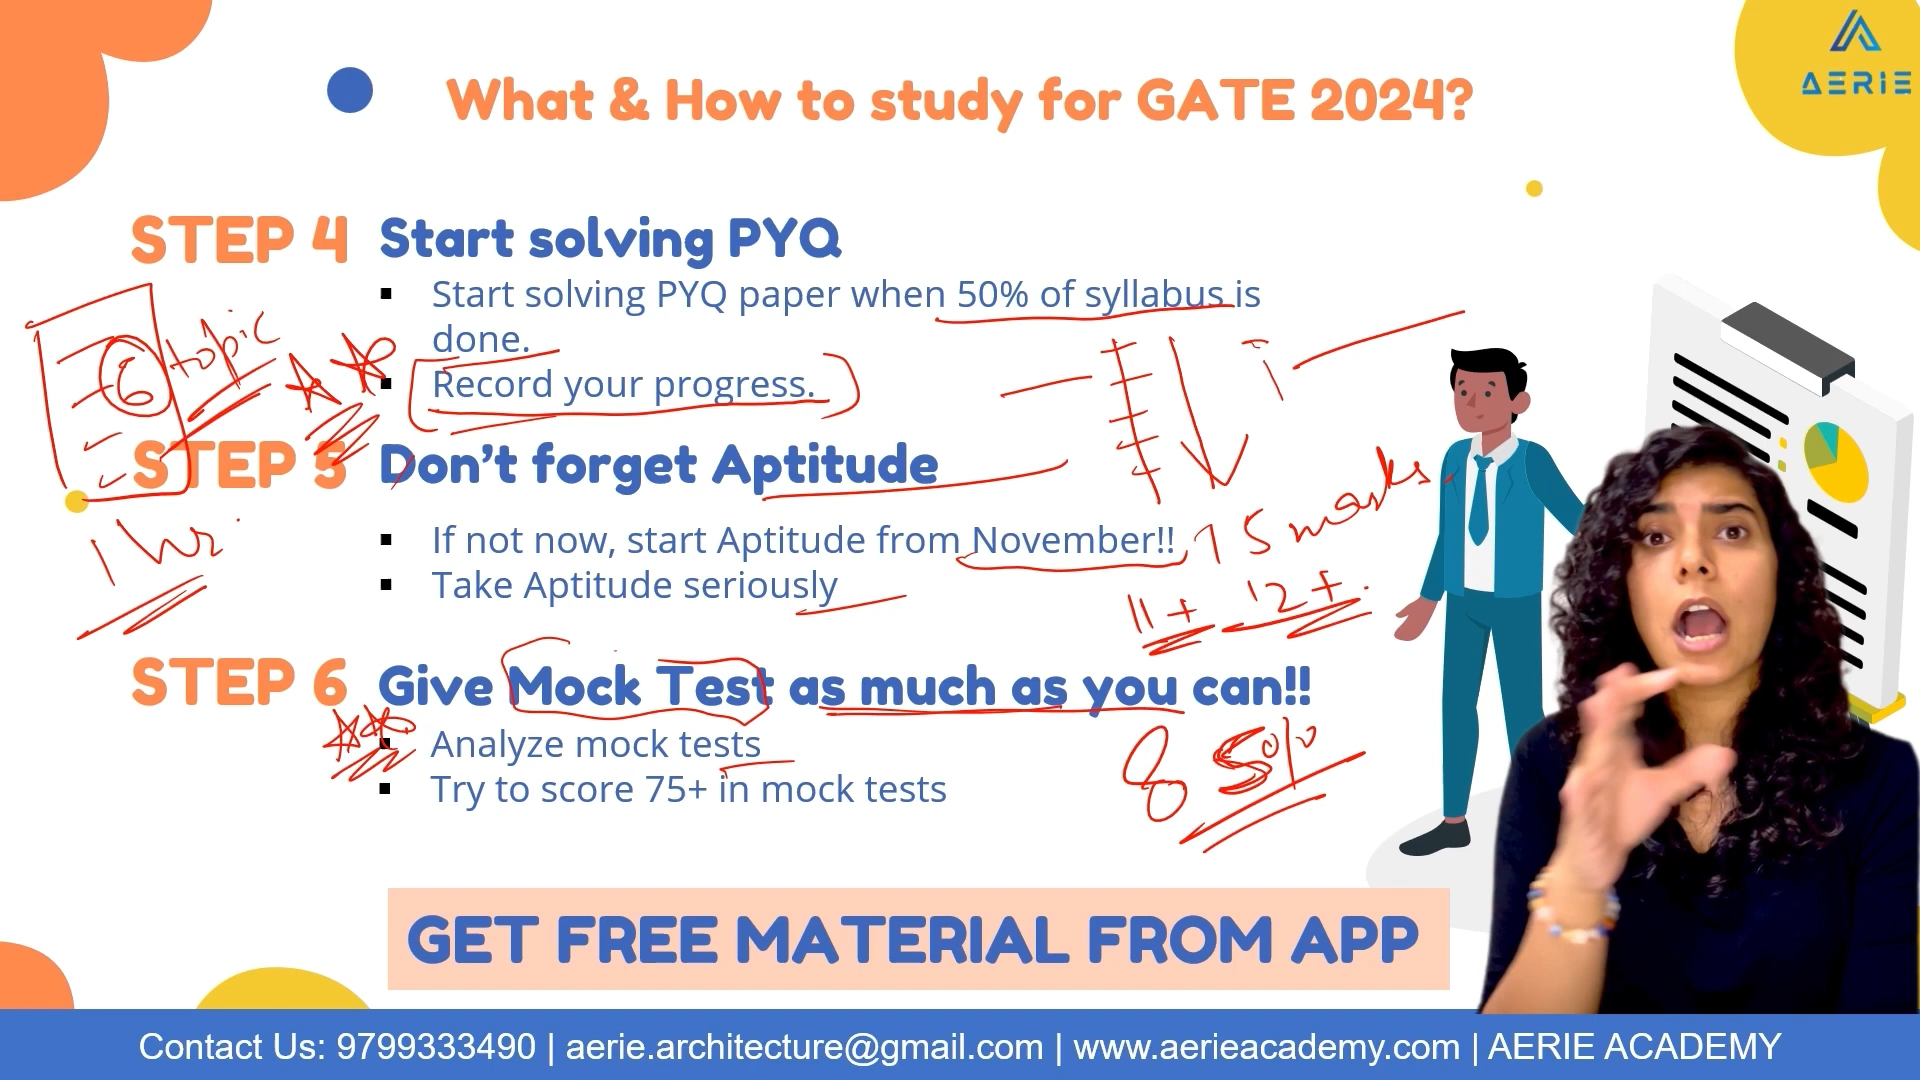 AERIE
What & How to study for GATE 2024?
STEP 4 Start solving PYQ
Start solving PYQ paper when 50% of syllabus is
done.
6 topic
Record your progress.
STEP 5 Don't forget Aptitude
1 hr.
If not now, start Aptitude from November!! 15 marks.
Take Aptitude seriously
11+ 12+.
STEP 6 Give Mock Test as much as you can!!
Analyze mock tests
85%
Try to score 75+ in mock tests
GET FREE MATERIAL FROM APP
Contact Us: 9799333490 | aerie.architecture@gmail.com | www.aerieacademy.com | AERIE ACADEMY